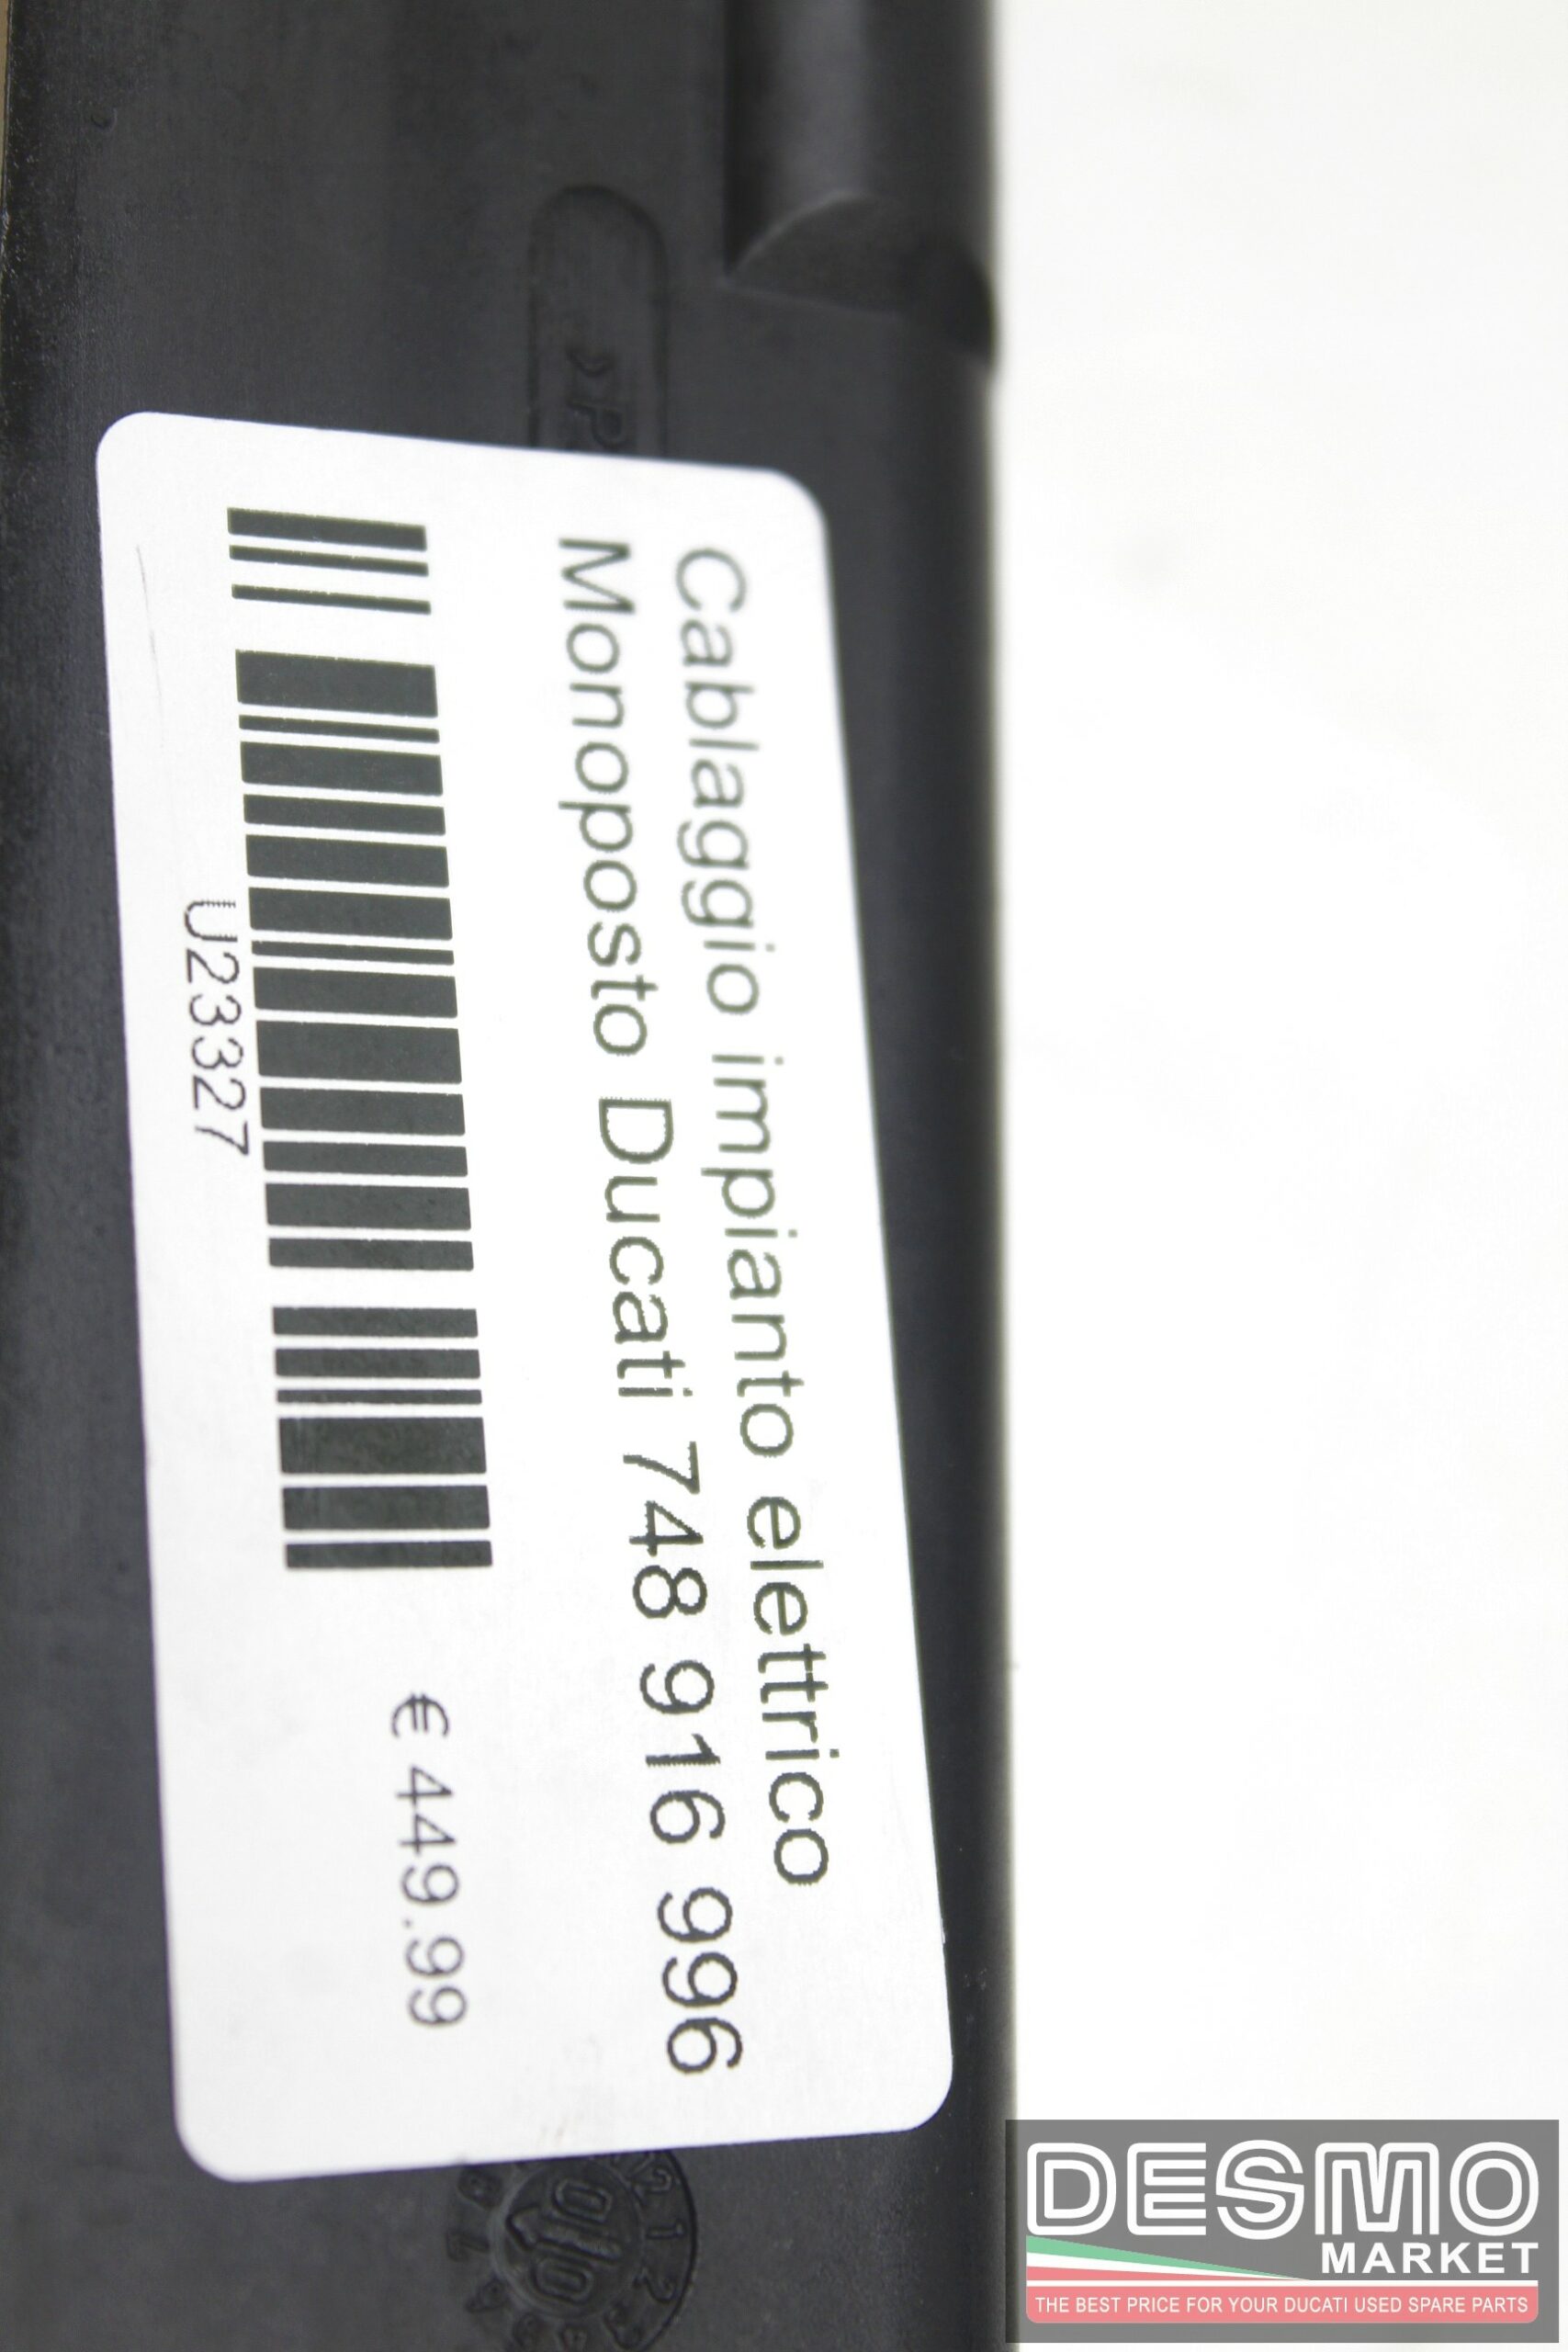 Cablaggio impianto elettrico
Monoposto Ducati 748 916 996
€ 449.99
U23327
DESMO
MARKET
THE BEST PRICE FOR YOUR DUCATI USED SPARE PARTS